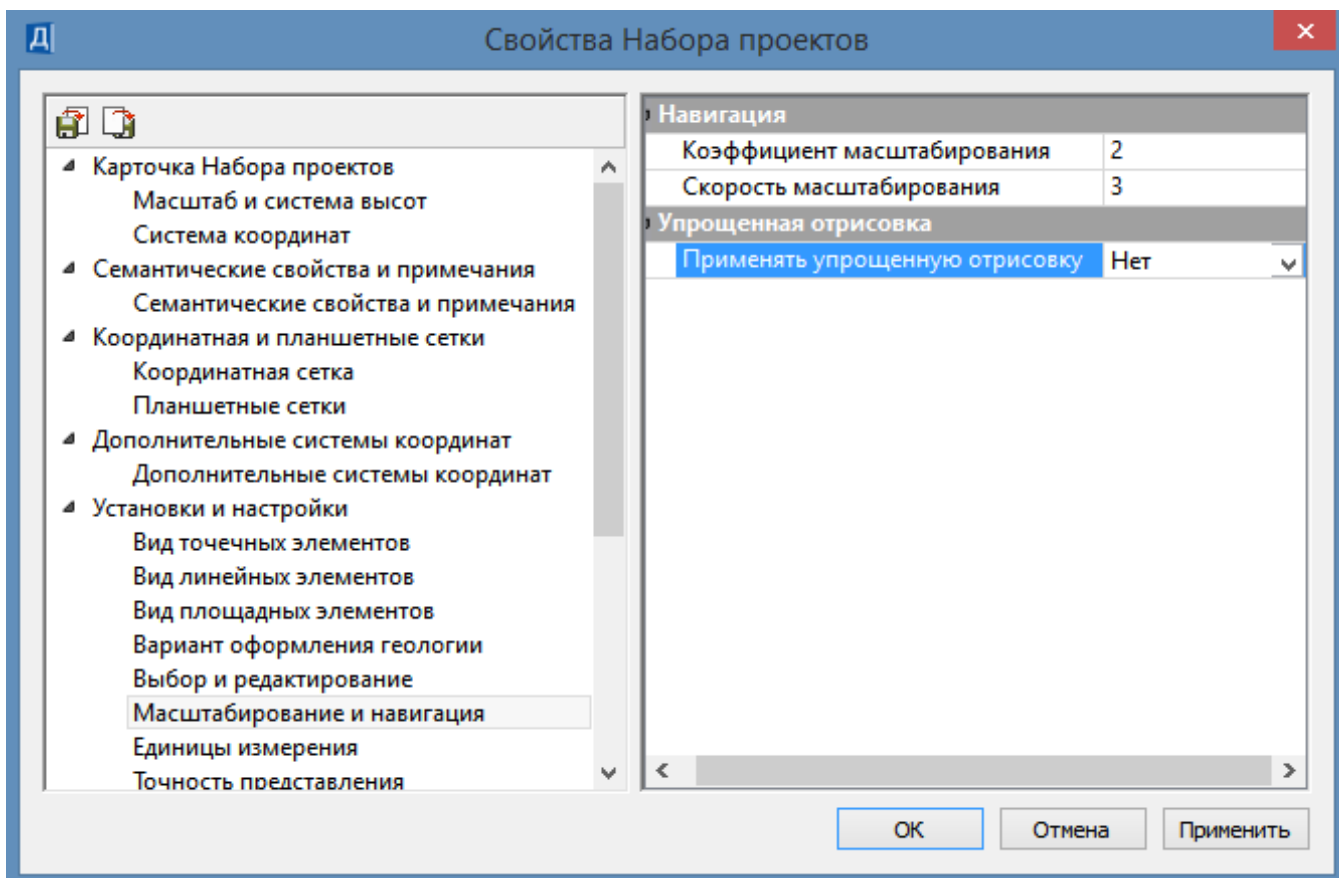 Д
Свойства Набора проектов
Карточка Набора проектов
Масштаб и система высот
Система координат
Семантические свойства и примечания
Семантические свойства и примечания
Координатная и планшетные сетки
Координатная сетка
Планшетные сетки
Дополнительные системы координат
Дополнительные системы координат
Установки и настройки
Вид точечных элементов
Вид линейных элементов
Вид площадных элементов
Вариант оформления геологии
Выбор и редактирование
Масштабирование и навигация
Единицы измерения
Точность представления
Навигация
Коэффициент масштабирования 2
Скорость масштабирования 3
Упрощенная отрисовка
Применять упрощенную отрисовку Нет
ОК Отмена Применить